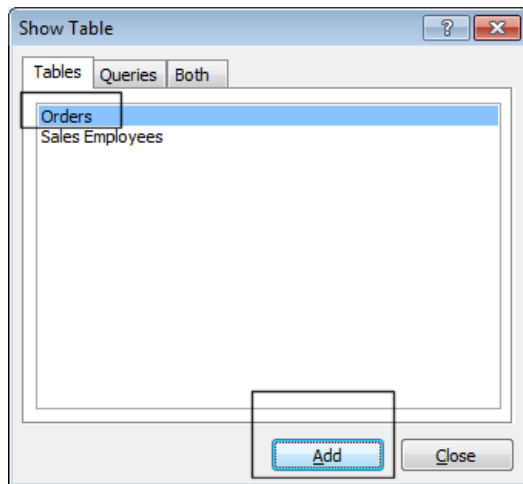 Show Table
?
Tables Queries Both
Orders
Sales Employees
Add Close